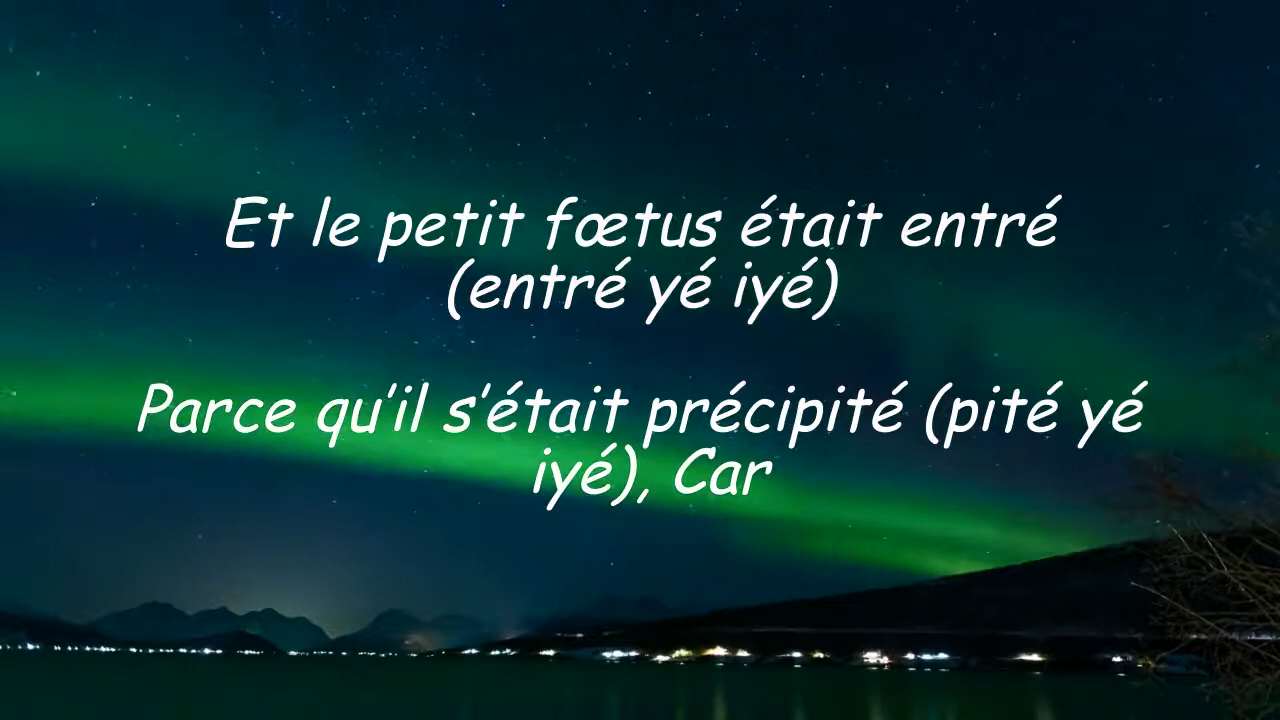 Et le petit fœtus était entré
(entré yé iyé)
Parce qu’il s’était précipité (pité yé
iyé), Car